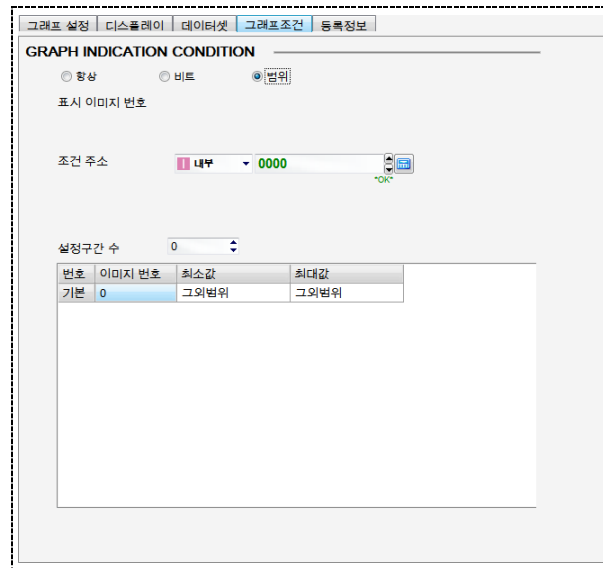 그래프 설정 디스플레이 데이터셋 그래프조건 등록정보
GRAPH INDICATION CONDITION
항상 비트 범위
표시 이미지 번호
조건 주소 내부 0000
*OK*
설정구간 수 0
번호 이미지 번호 최소값 최대값
기본 0 그외범위 그외범위